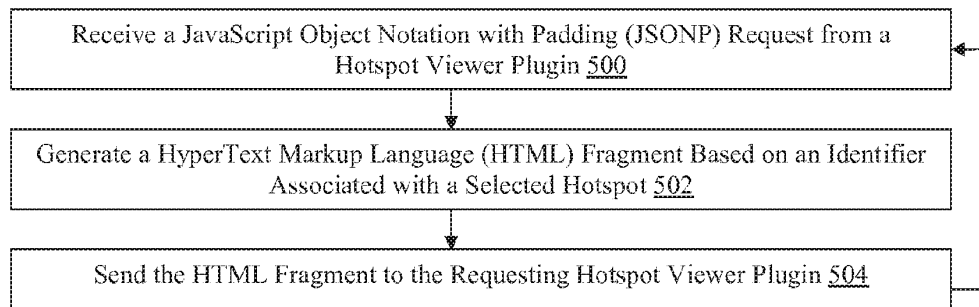 Receive a JavaScript Object Notation with Padding (JSONP) Request from a
Hotspot Viewer Plugin 500
Generate a HyperText Markup Language (HTML) Fragment Based on an Identifier
Associated with a Selected Hotspot 502
Send the HTML Fragment to the Requesting Hotspot Viewer Plugin 504